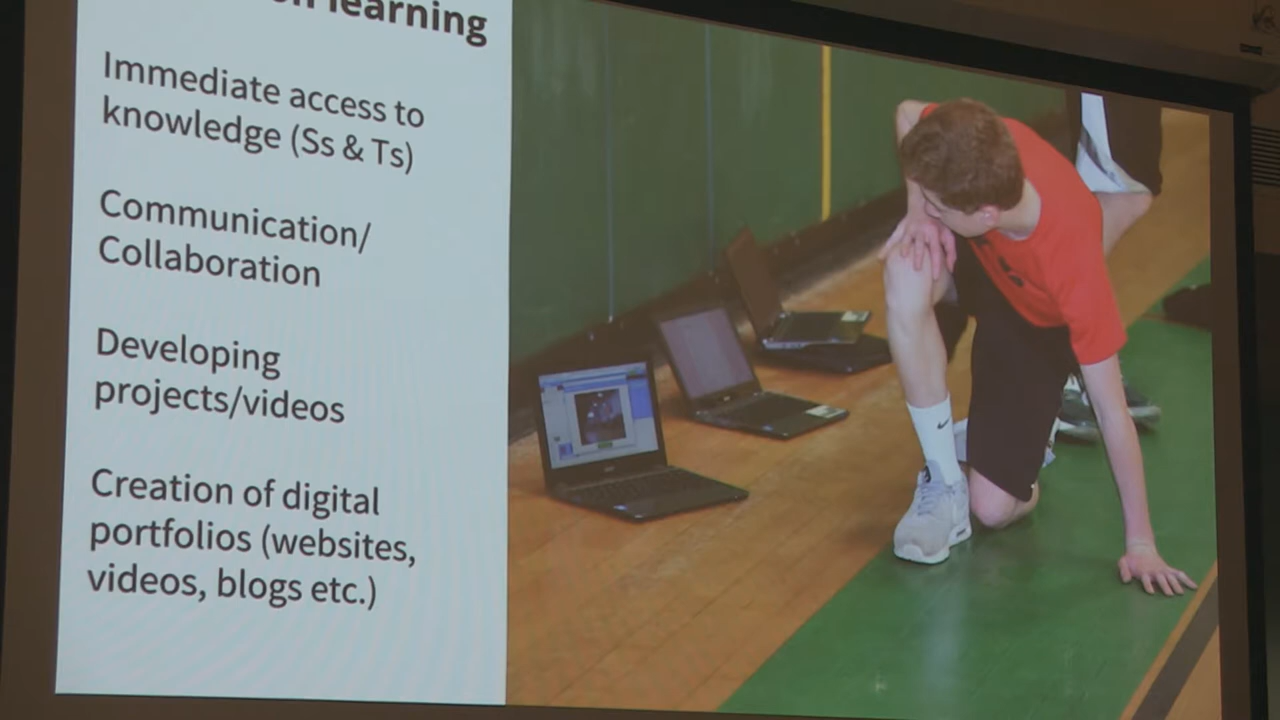 learning
Immediate access to
knowledge (Ss & Ts)
Communication/
Collaboration
Developing
projects/videos
Creation of digital
portfolios (websites,
videos, blogs etc.)